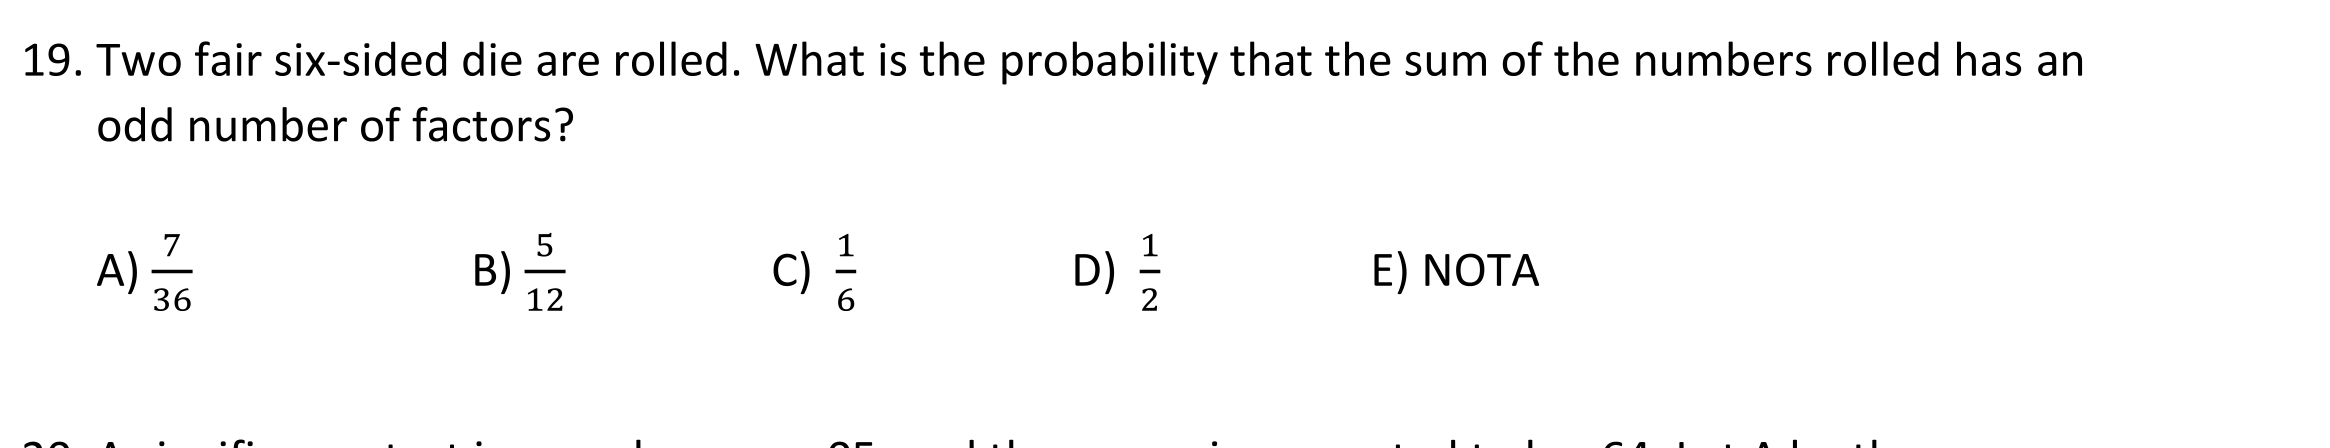 19. Two fair six-sided die are rolled. What is the probability that the sum of the numbers rolled has an
odd number of factors?
A) 7/36 B) 5/12 C) 1/6 D) 1/2 E) NOTA